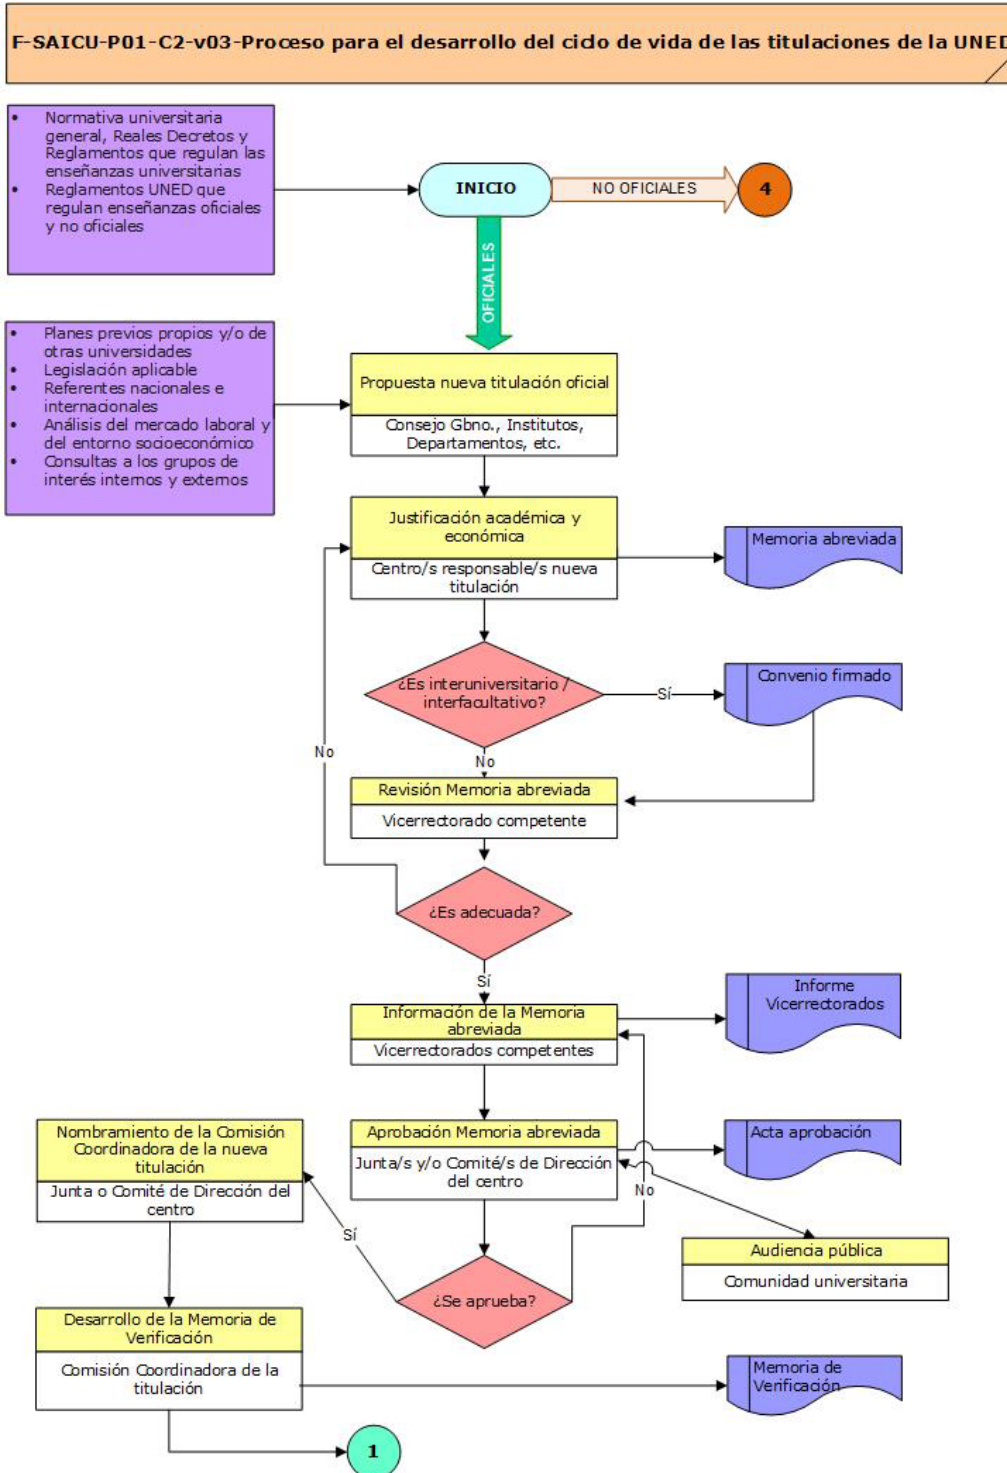 F-SAICU-P01-C2-v03-Proceso para el desarrollo del ciclo de vida de las titulaciones de la UNED
• Normativa universitaria
general, Reales Decretos y
Reglamentos que regulan las
enseñanzas universitarias
• Reglamentos UNED que
regulan enseñanzas oficiales
y no oficiales
INICIO
NO OFICIALES
4
OFICIALES
• Planes previos propios y/o de
otras universidades
• Legislación aplicable
• Referentes nacionales e
internacionales
• Análisis del mercado laboral y
del entorno socioeconómico
• Consultas a los grupos de
interés internos y externos
Propuesta nueva titulación oficial
Consejo Gbno., Institutos,
Departamentos, etc.
Justificación académica y
económica
Centro/s responsable/s nueva
titulación
Memoria abreviada
¿Es interuniversitario /
interfacultativo?
Sí
Convenio firmado
No
No
Revisión Memoria abreviada
Vicerrectorado competente
¿Es adecuada?
Sí
Información de la Memoria
abreviada
Vicerrectorados competentes
Informe
Vicerrectorados
Aprobación Memoria abreviada
Junta/s y/o Comité/s de Dirección
del centro
Acta aprobación
No
Nombramiento de la Comisión
Coordinadora de la nueva
titulación
Junta o Comité de Dirección del
centro
Sí
¿Se aprueba?
Audiencia pública
Comunidad universitaria
Desarrollo de la Memoria de
Verificación
Comisión Coordinadora de la
titulación
Memoria de
Verificación
1